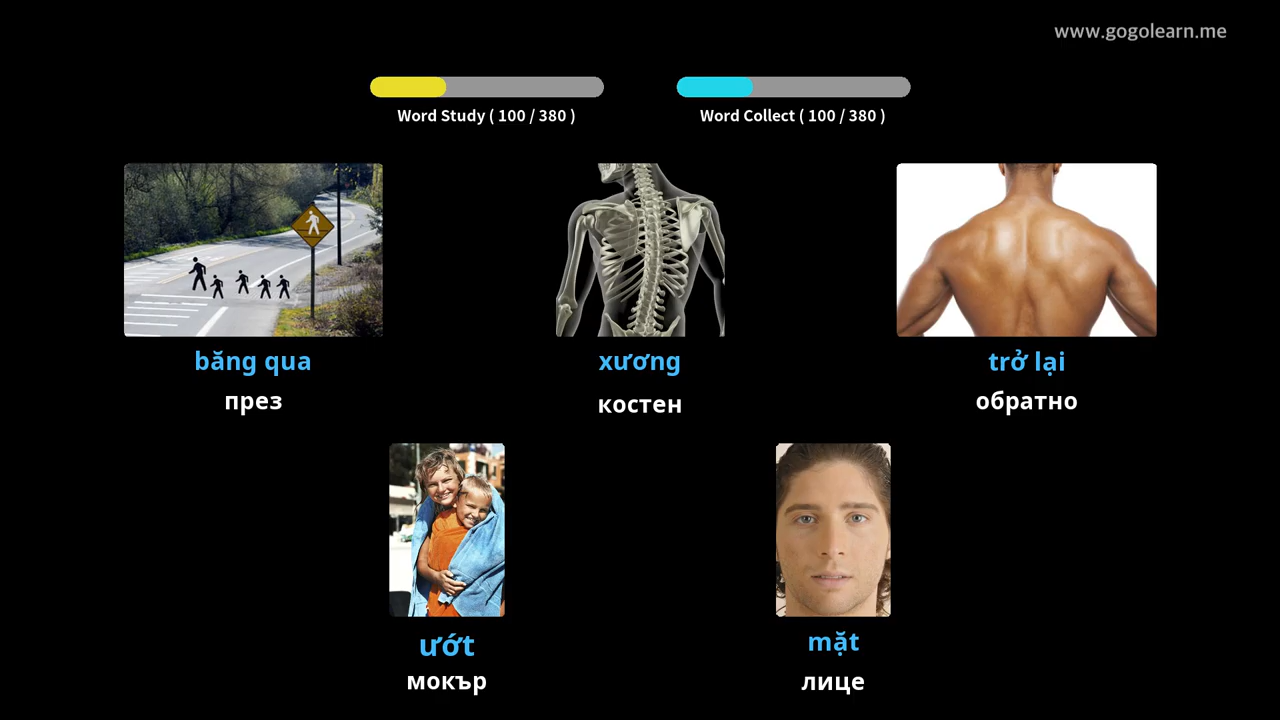 www.gogolearn.me
Word Study ( 100 / 380 )
Word Collect ( 100 / 380 )
băng qua
през
xương
костен
trở lại
обратно
ướt
мокър
mặt
лице